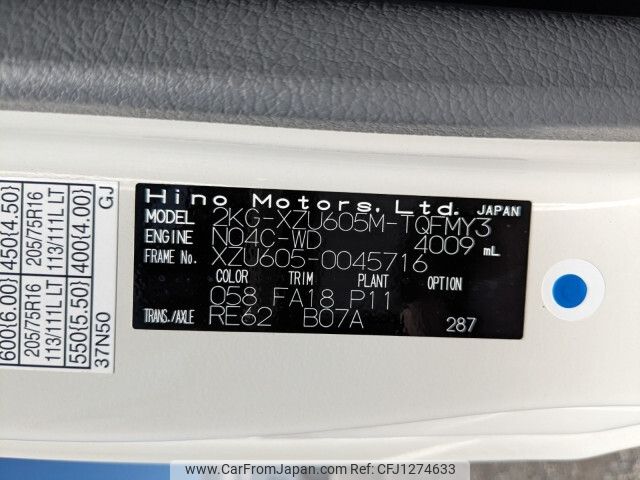 600{6.00} 450{4.50}
205/75R16 205/75R16
113/111L LT 113/111L LT
550{5.50} 400{4.00}
37N50 GJ
Hino Motors, Ltd. JAPAN
MODEL 2KG-XZU605M-TQFMY3
ENGINE N04C-WD 4009 mL
FRAME No. XZU605-0045716
COLOR TRIM PLANT OPTION
058 FA18 P11
TRANS./AXLE RE62 B07A 287
www.CarFromJapan.com | ©CarFromJapan - CFJ1274633